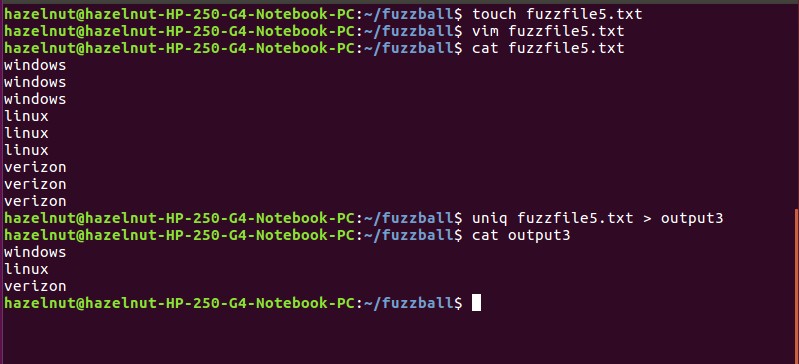 hazelnut@hazelnut-HP-250-G4-Notebook-PC:~/fuzzball$ touch fuzzfile5.txt
hazelnut@hazelnut-HP-250-G4-Notebook-PC:~/fuzzball$ vim fuzzfile5.txt
hazelnut@hazelnut-HP-250-G4-Notebook-PC:~/fuzzball$ cat fuzzfile5.txt
windows
windows
windows
linux
linux
linux
verizon
verizon
verizon
hazelnut@hazelnut-HP-250-G4-Notebook-PC:~/fuzzball$ uniq fuzzfile5.txt > output3
hazelnut@hazelnut-HP-250-G4-Notebook-PC:~/fuzzball$ cat output3
windows
linux
verizon
hazelnut@hazelnut-HP-250-G4-Notebook-PC:~/fuzzball$